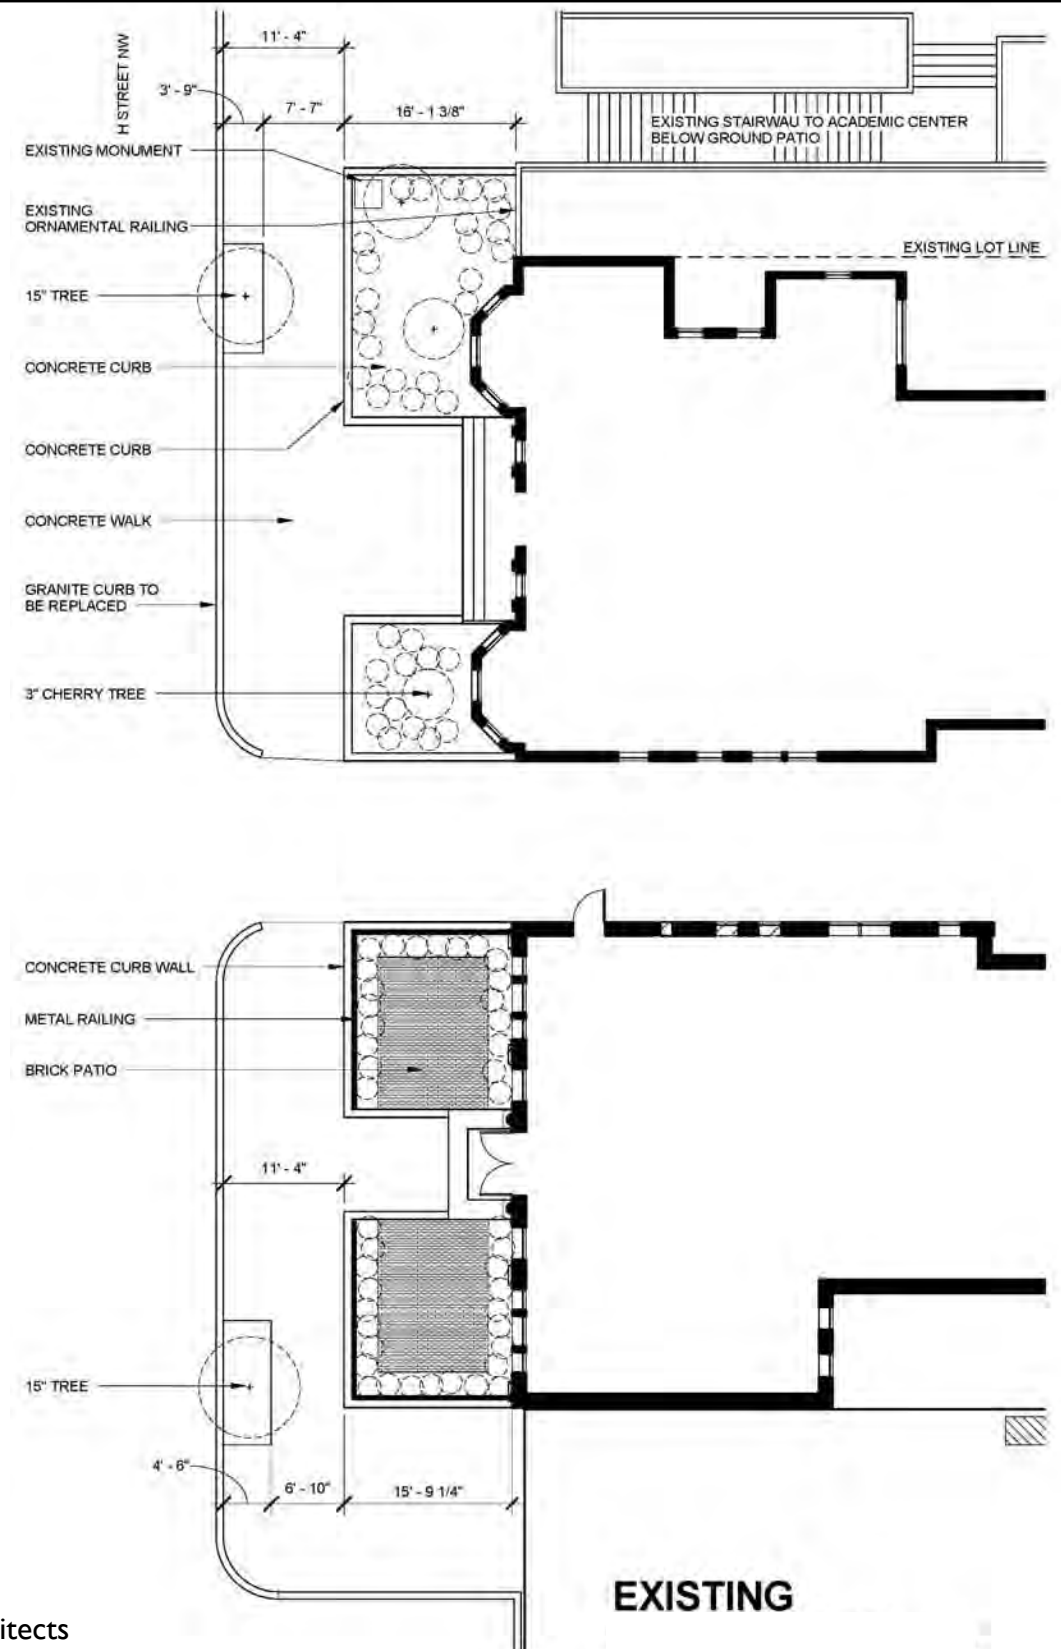 11' - 4"
H STREET NW
3' - 9"
7' - 7"
16' - 1 3/8"
EXISTING STAIRWAU TO ACADEMIC CENTER
BELOW GROUND PATIO
EXISTING MONUMENT
EXISTING
ORNAMENTAL RAILING
EXISTING LOT LINE
15" TREE
CONCRETE CURB
CONCRETE CURB
CONCRETE WALK
GRANITE CURB TO
BE REPLACED
3" CHERRY TREE
CONCRETE CURB WALL
METAL RAILING
BRICK PATIO
11' - 4"
15" TREE
4' - 6"
6' - 10"
15' - 9 1/4"
EXISTING
itects